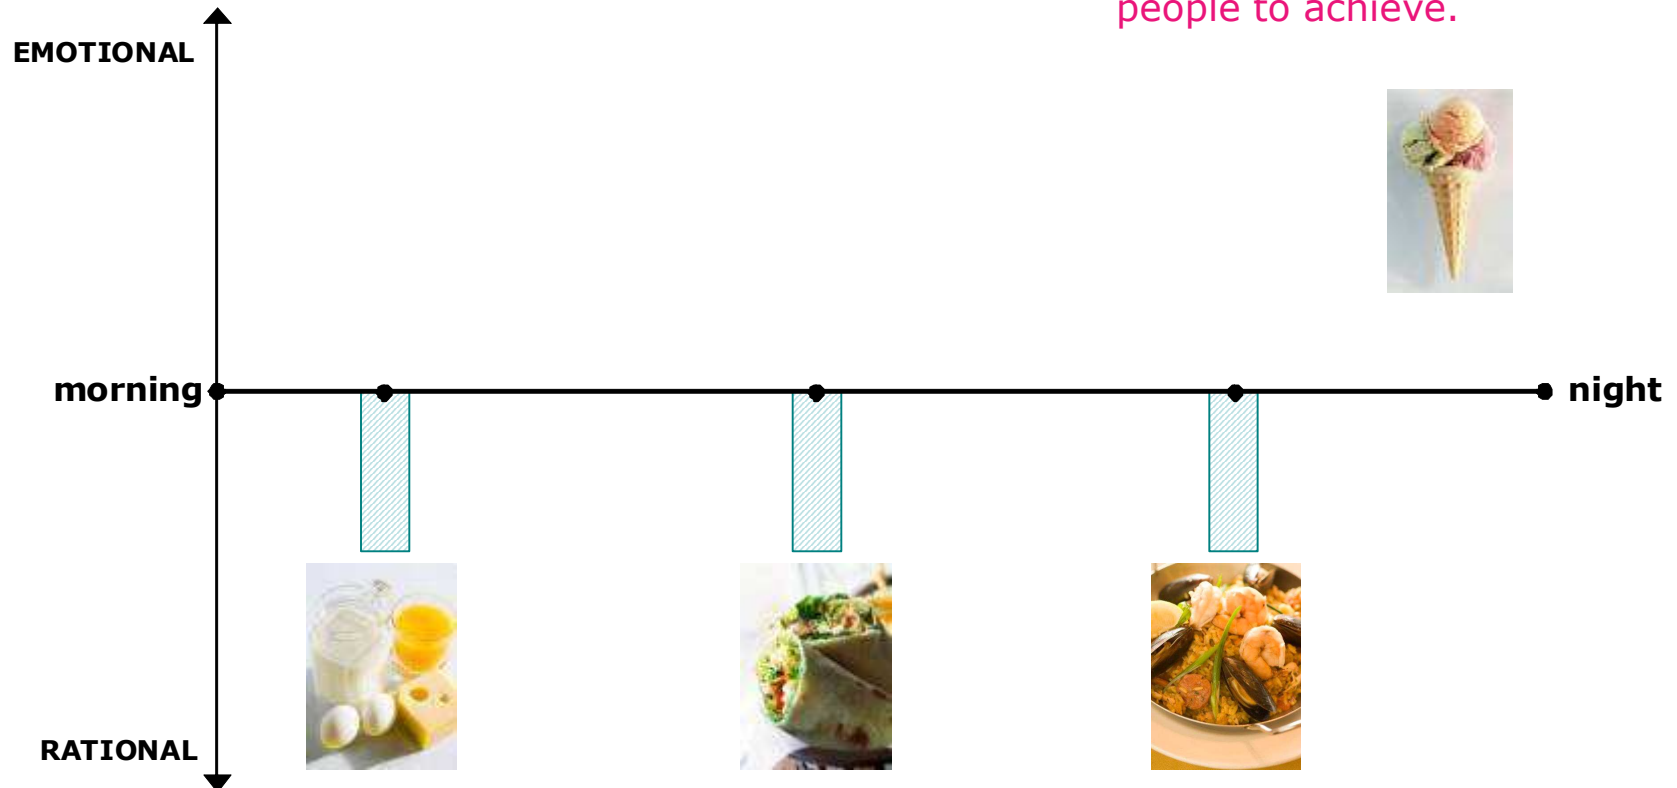 people to achieve.
EMOTIONAL
morning
night
RATIONAL